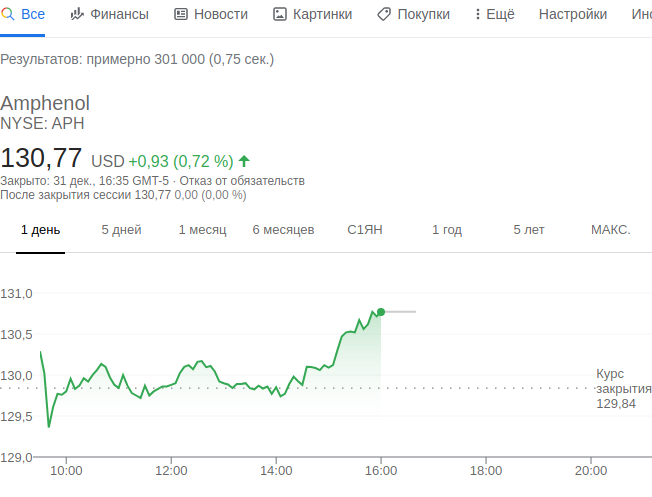 Все Финансы Новости Картинки Покупки Ещё Настройки
Результатов: примерно 301 000 (0,75 сек.)
Amphenol
NYSE: APH
130,77 USD +0,93 (0,72 %)
Закрыто: 31 дек., 16:35 GMT-5 · Отказ от обязательств
После закрытия сессии 130,77 0,00 (0,00 %)
1 день 5 дней 1 месяц 6 месяцев С1ЯН 1 год 5 лет МАКС.
131,0
130,5
130,0
129,5
129,0
Курс
закрытия
129,84
10:00 12:00 14:00 16:00 18:00 20:00